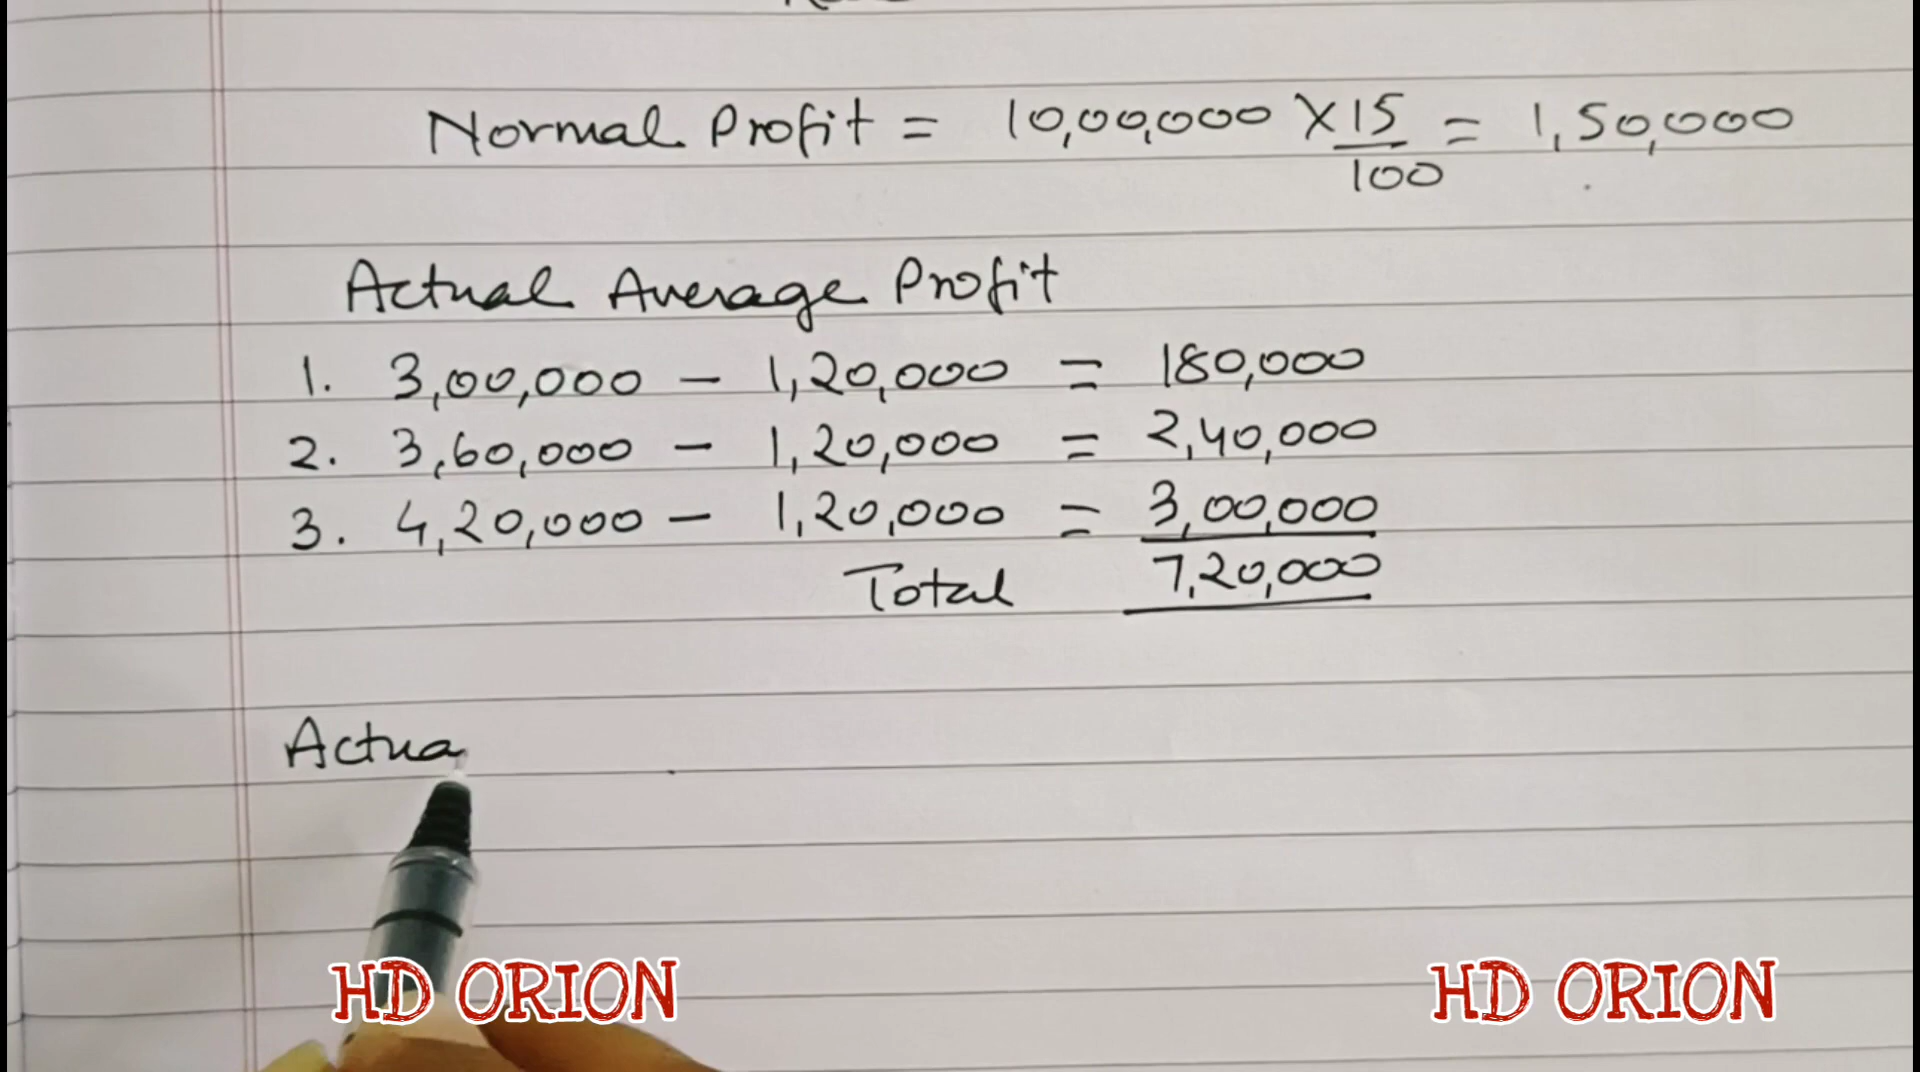 Normal Profit = 10,00,000 X 15/100 = 1,50,000
Actual Average Profit
1. 3,00,000 - 1,20,000 = 180,000
2. 3,60,000 - 1,20,000 = 2,40,000
3. 4,20,000 - 1,20,000 = 3,00,000
Total 7,20,000
Actua
HD ORION HD ORION